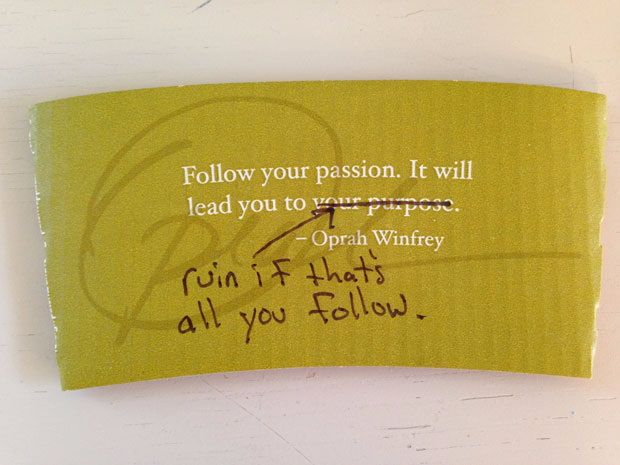 Follow your passion. It will
lead you to your purpose.
– Oprah Winfrey
ruin if that's
all you follow.